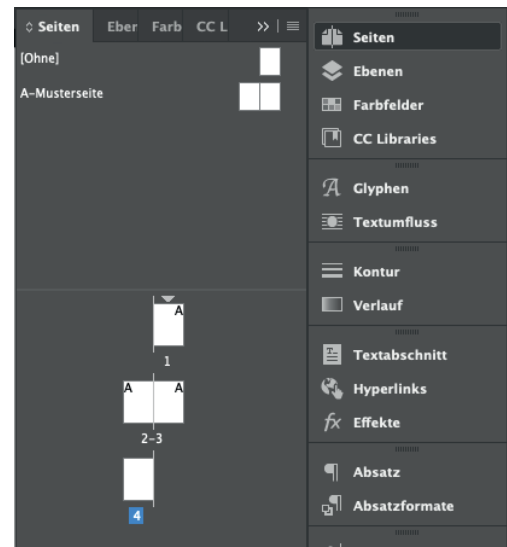 Seiten Eber Farb CC L
[Ohne]
A-Musterseite
A
1
A A
2-3
4
Seiten
Ebenen
Farbfelder
CC Libraries
Glyphen
Textumfluss
Kontur
Verlauf
Textabschnitt
Hyperlinks
fx Effekte
Absatz
Absatzformate